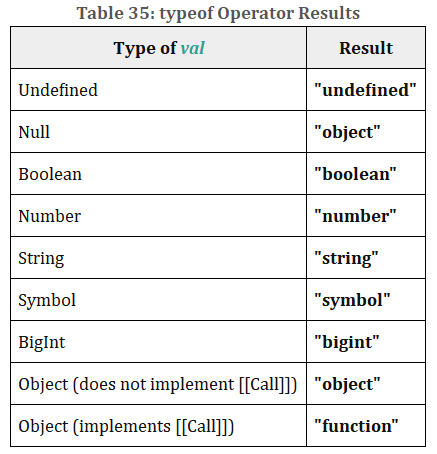 Table 35: typeof Operator Results
Type of val Result
Undefined "undefined"
Null "object"
Boolean "boolean"
Number "number"
String "string"
Symbol "symbol"
BigInt "bigint"
Object (does not implement [[Call]]) "object"
Object (implements [[Call]]) "function"